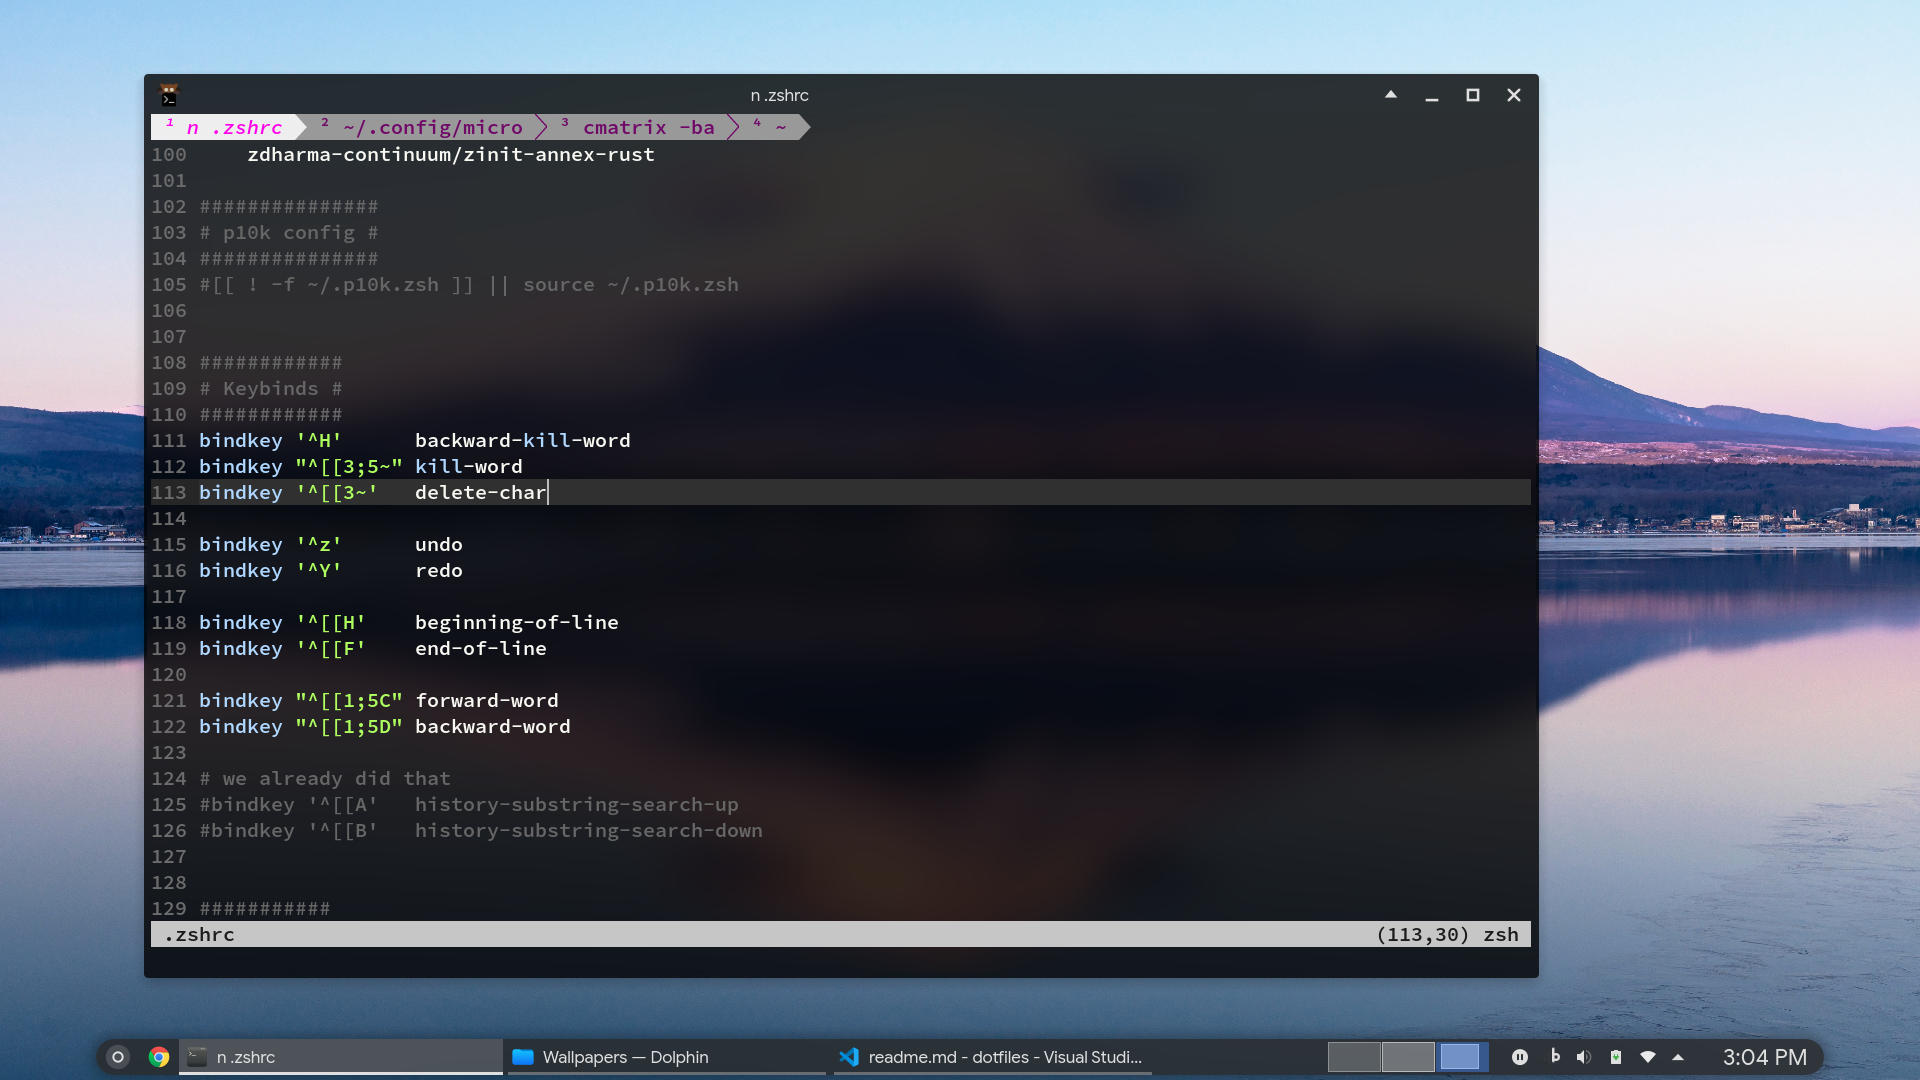 n .zshrc
¹ n .zshrc ² ~/.config/micro ³ cmatrix -ba ⁴ ~
100     zdharma-continuum/zinit-annex-rust
101
102 ###############
103 # p10k config #
104 ###############
105 #[[ ! -f ~/.p10k.zsh ]] || source ~/.p10k.zsh
106
107
108 ############
109 # Keybinds #
110 ############
111 bindkey '^H'      backward-kill-word
112 bindkey "^[[3;5~" kill-word
113 bindkey '^[[3~'   delete-char
114
115 bindkey '^z'      undo
116 bindkey '^Y'      redo
117
118 bindkey '^[[H'    beginning-of-line
119 bindkey '^[[F'    end-of-line
120
121 bindkey "^[[1;5C" forward-word
122 bindkey "^[[1;5D" backward-word
123
124 # we already did that
125 #bindkey '^[[A'   history-substring-search-up
126 #bindkey '^[[B'   history-substring-search-down
127
128
129 ###########
.zshrc (113,30) zsh
n .zshrc
Wallpapers — Dolphin
readme.md - dotfiles - Visual Studi...
3:04 PM